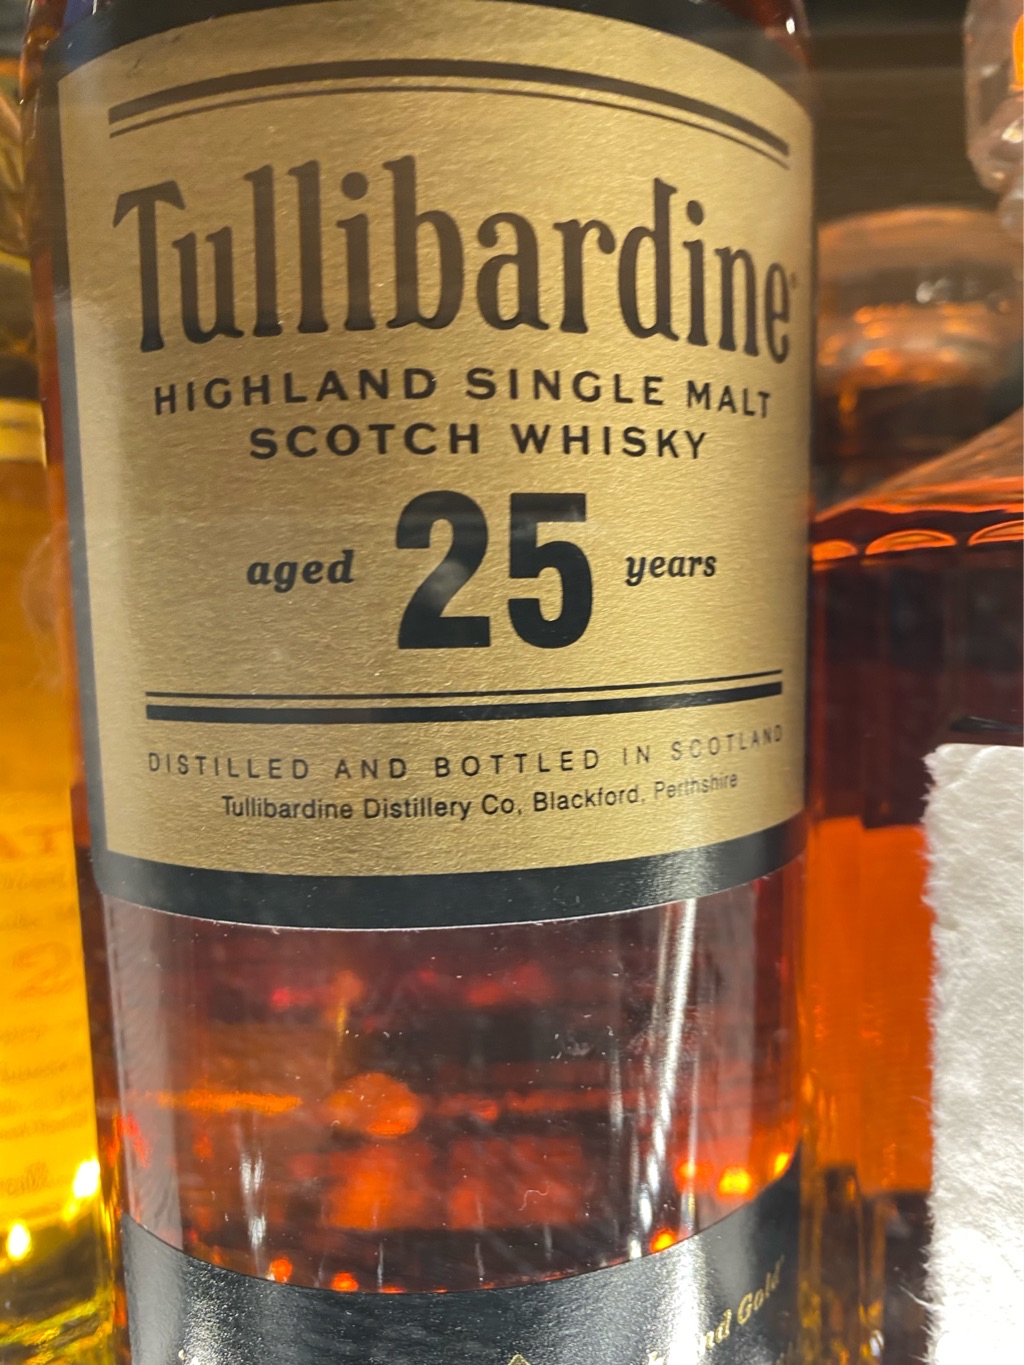 Tullibardine
HIGHLAND SINGLE MALT
SCOTCH WHISKY
aged 25 years
DISTILLED AND BOTTLED IN SCOTLAND
Tullibardine Distillery Co, Blackford, Perthshire
Gold